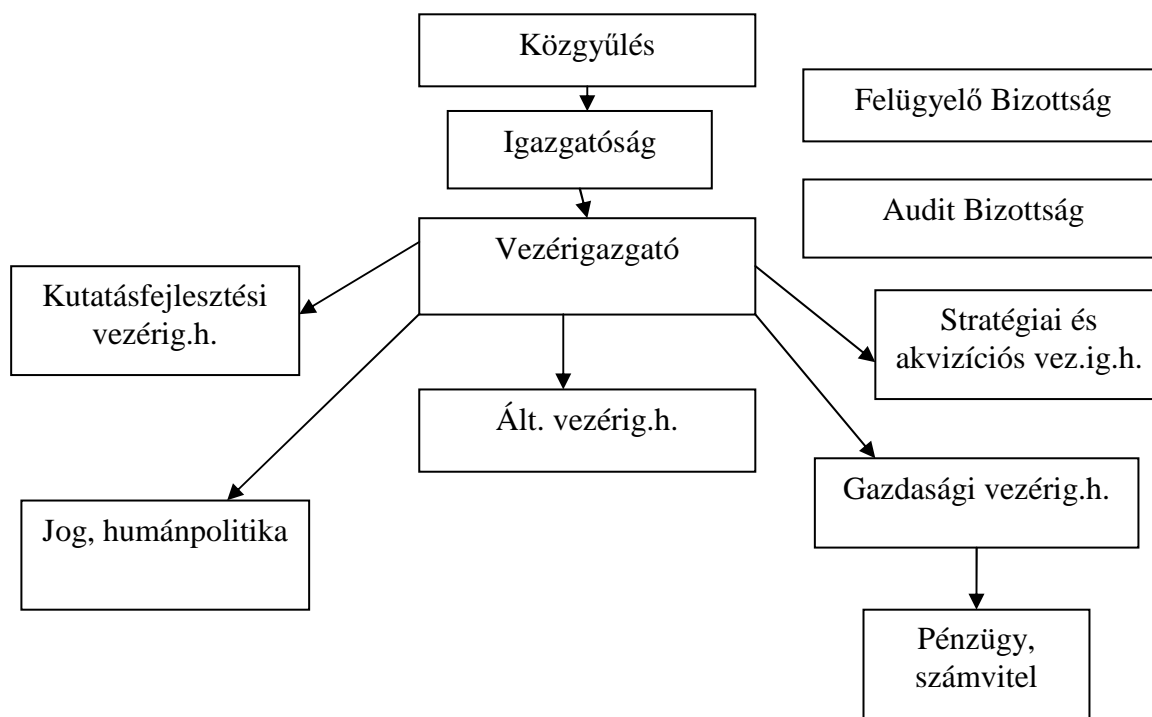 Közgyűlés
Felügyelő Bizottság
Igazgatóság
Audit Bizottság
Vezérigazgató
Kutatásfejlesztési
vezérig.h.
Stratégiai és
akvizíciós vez.ig.h.
Ált. vezérig.h.
Gazdasági vezérig.h.
Jog, humánpolitika
Pénzügy,
számvitel